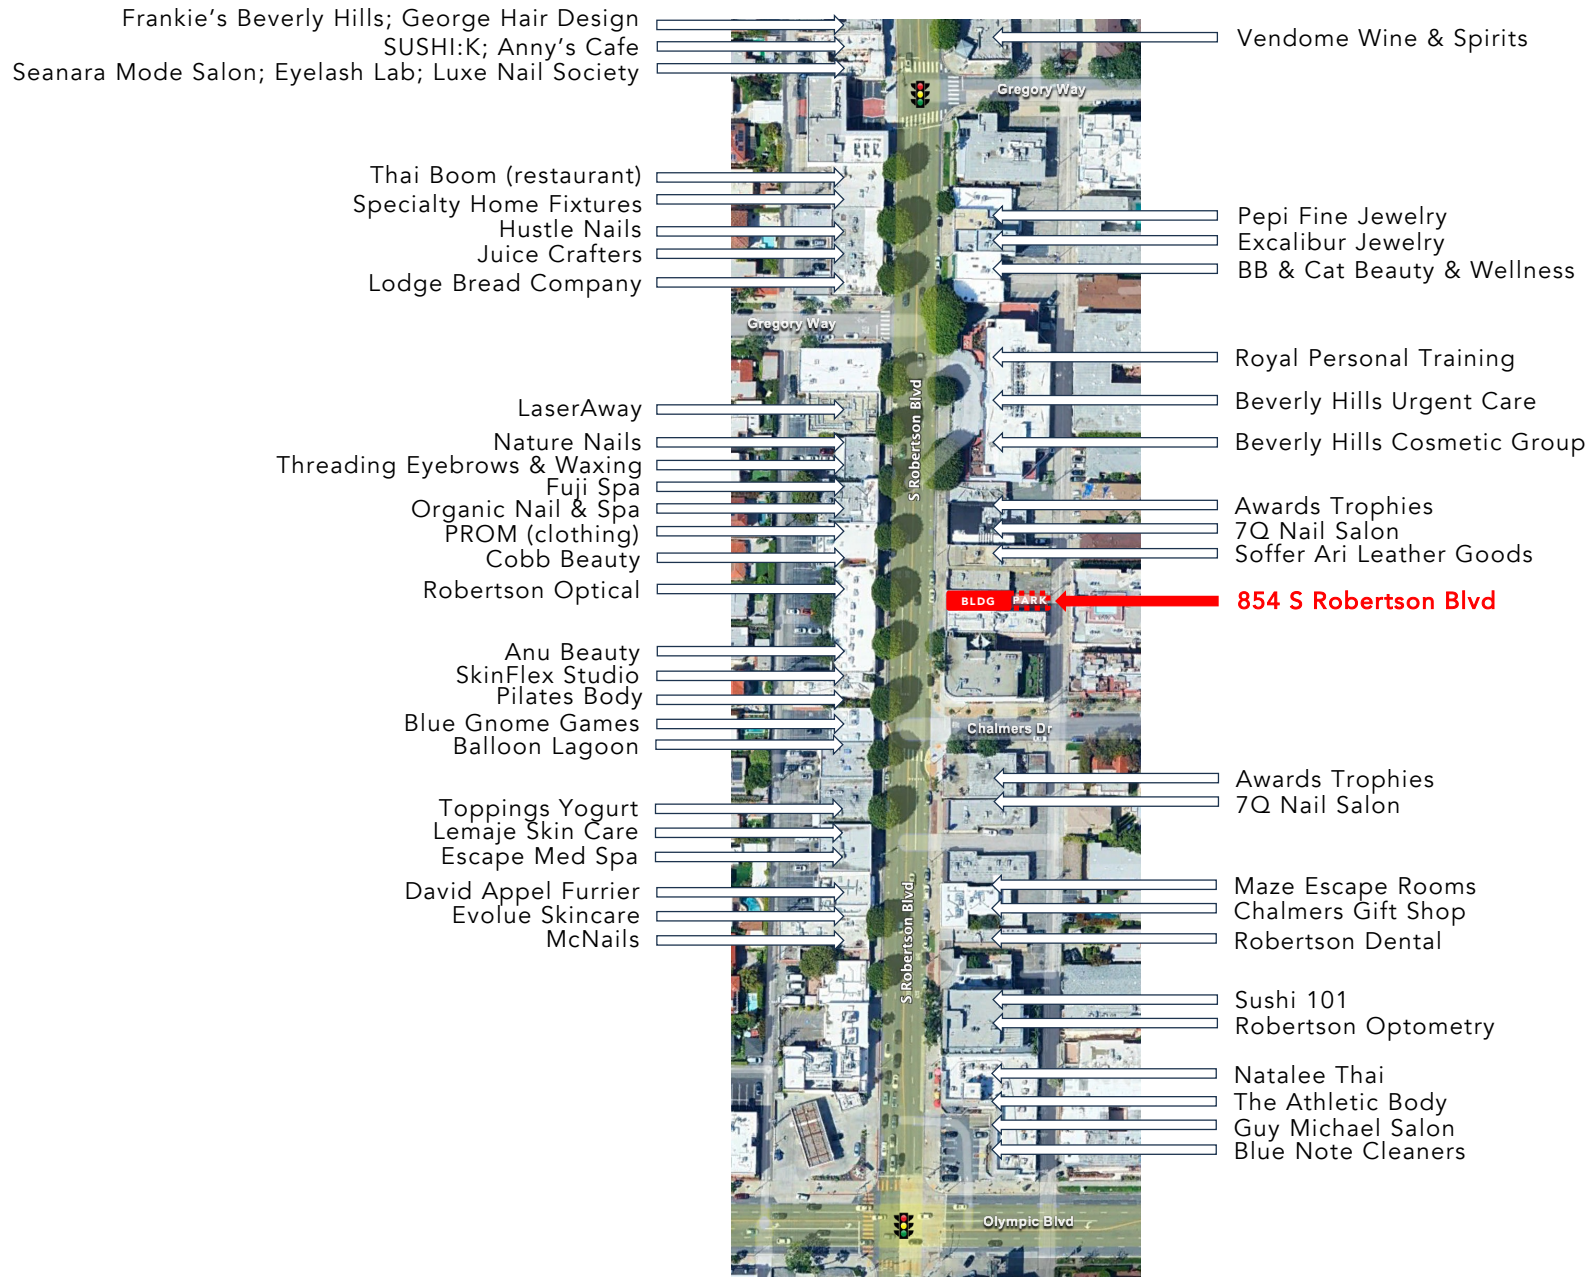 Frankie's Beverly Hills; George Hair Design
SUSHI:K; Anny's Cafe
Seanara Mode Salon; Eyelash Lab; Luxe Nail Society
Thai Boom (restaurant)
Specialty Home Fixtures
Hustle Nails
Juice Crafters
Lodge Bread Company
LaserAway
Nature Nails
Threading Eyebrows & Waxing
Fuji Spa
Organic Nail & Spa
PROM (clothing)
Cobb Beauty
Robertson Optical
Anu Beauty
SkinFlex Studio
Pilates Body
Blue Gnome Games
Balloon Lagoon
Toppings Yogurt
Lemaje Skin Care
Escape Med Spa
David Appel Furrier
Evolue Skincare
McNails
Gregory Way
Gregory Way
S Robertson Blvd
BLDG
PARK
Chalmers Dr
S Robertson Blvd
Olympic Blvd
Vendome Wine & Spirits
Pepi Fine Jewelry
Excalibur Jewelry
BB & Cat Beauty & Wellness
Royal Personal Training
Beverly Hills Urgent Care
Beverly Hills Cosmetic Group
Awards Trophies
7Q Nail Salon
Soffer Ari Leather Goods
854 S Robertson Blvd
Awards Trophies
7Q Nail Salon
Maze Escape Rooms
Chalmers Gift Shop
Robertson Dental
Sushi 101
Robertson Optometry
Natalee Thai
The Athletic Body
Guy Michael Salon
Blue Note Cleaners